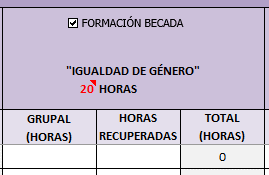 FORMACIÓN BECADA
"IGUALDAD DE GÉNERO"
20 HORAS
GRUPAL (HORAS)
HORAS RECUPERADAS
TOTAL (HORAS)
0